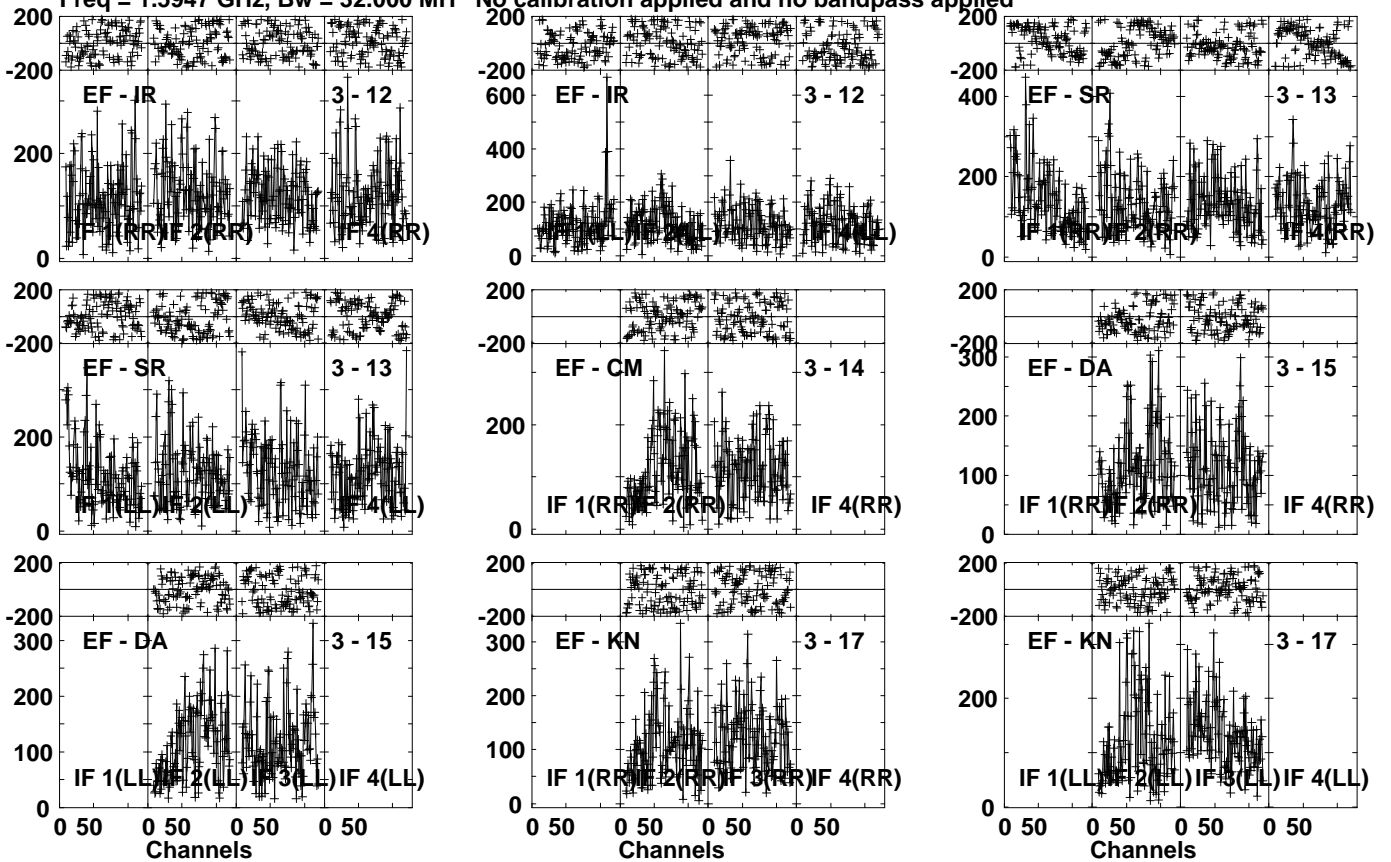 Freq = 1.5947 GHz, Bw = 32.000 MH No calibration applied and no bandpass applied
200 200 200
-200 -200 -200
EF - IR 3 - 12 600 EF - IR 3 - 12 400 EF - SR 3 - 13
200 400 200
200
IF 1(RR) IF 2(RR) IF 4(RR) IF 1(LL) IF 2(LL) IF 4(LL) IF 1(RR) IF 2(RR) IF 4(RR)
0 0 0
200 200 200
-200 -200 -200
300
EF - SR 3 - 13 EF - CM 3 - 14 EF - DA 3 - 15
200 200 200
100
IF 1(LL) IF 2(LL) IF 4(LL) IF 1(RR) IF 2(RR) IF 4(RR) IF 1(RR) IF 2(RR) IF 4(RR)
0 0 0
200 200 200
-200 -200 -200
300 EF - DA 3 - 15 300 EF - KN 3 - 17 EF - KN 3 - 17
200 200 200
100 100
IF 1(LL) IF 2(LL) IF 3(LL) IF 4(LL) IF 1(RR) IF 2(RR) IF 3(RR) IF 4(RR) IF 1(LL) IF 2(LL) IF 3(LL) IF 4(LL)
0 0 0
0 50 0 50 0 50 0 50 0 50 0 50 0 50 0 50 0 50 0 50 0 50 0 50
Channels Channels Channels